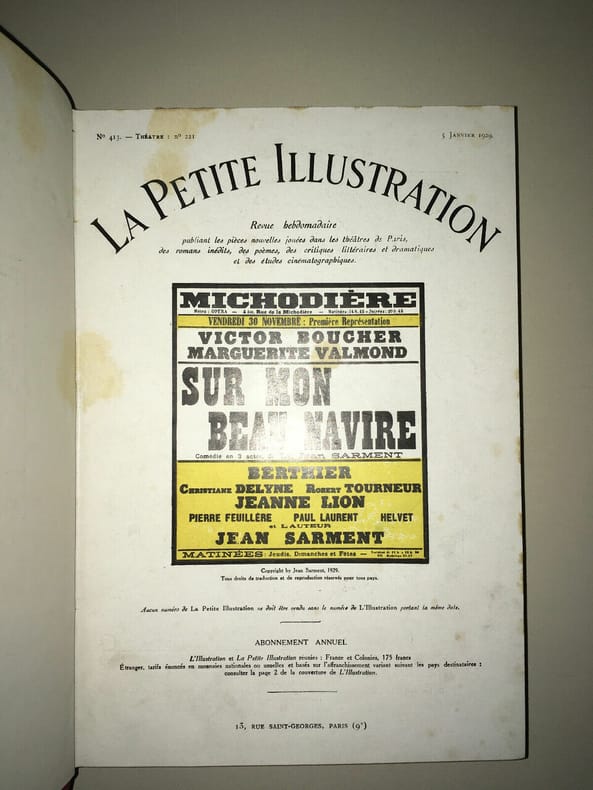 Nº 413. — THÉATRE : nº 221
5 JANVIER 1929.
LA PETITE ILLUSTRATION
Revue hebdomadaire
publiant les pièces nouvelles jouées dans les théâtres de Paris,
des romans inédits, des poèmes, des critiques littéraires et dramatiques
et des études cinématographiques.
MICHODIÈRE
Métro : OPÉRA — 4 bis, Rue de la Michodière —
VENDREDI 30 NOVEMBRE : Première Représentation
VICTOR BOUCHER
MARGUERITE VALMOND
SUR MON
BEAU NAVIRE
Comédie en 3 actes de Jean SARMENT
BERTHIER
CHRISTIANE DELYNE ROBERT TOURNEUR
JEANNE LION
PIERRE FEUILLÈRE PAUL LAURENT HELVET
et L'AUTEUR
JEAN SARMENT
MATINÉES : Jeudis, Dimanches et Fêtes —
Copyright by Jean Sarment, 1929.
Tous droits de traduction et de reproduction réservés pour tous pays.
Aucun numéro de La Petite Illustration ne doit être vendu sans le numéro de L'Illustration portant la même date.
ABONNEMENT ANNUEL
L'Illustration et La Petite Illustration réunies : France et Colonies, 175 francs
Étranger, tarifs énoncés en monnaies nationales ou usuelles et basés sur l'affranchissement variant suivant les pays destinataires :
consulter la page 2 de la couverture de L'Illustration.
13, RUE SAINT-GEORGES, PARIS (9ᵉ)